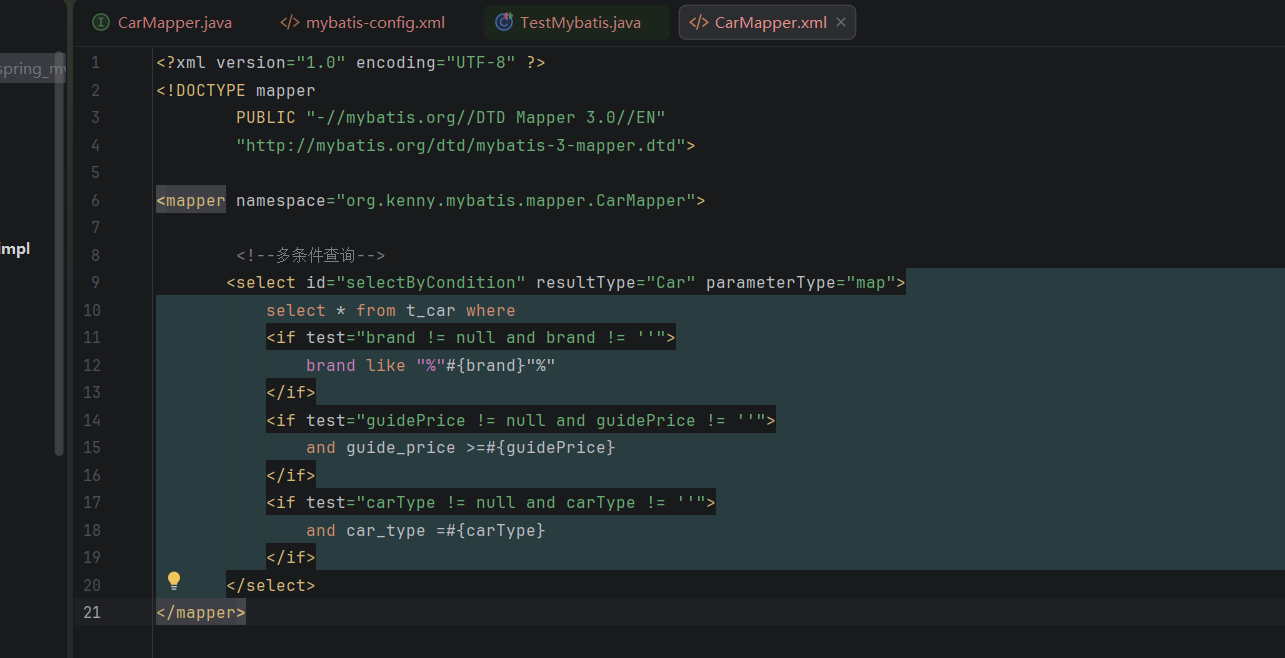 CarMapper.java mybatis-config.xml TestMybatis.java CarMapper.xml
spring_my
impl
1 <?xml version="1.0" encoding="UTF-8" ?>
2 <!DOCTYPE mapper
3 PUBLIC "-//mybatis.org//DTD Mapper 3.0//EN"
4 "http://mybatis.org/dtd/mybatis-3-mapper.dtd">
5
6 <mapper namespace="org.kenny.mybatis.mapper.CarMapper">
7
8 <!--多条件查询-->
9 <select id="selectByCondition" resultType="Car" parameterType="map">
10 select * from t_car where
11 <if test="brand != null and brand != ''">
12 brand like "%"#{brand}"%"
13 </if>
14 <if test="guidePrice != null and guidePrice != ''">
15 and guide_price >=#{guidePrice}
16 </if>
17 <if test="carType != null and carType != ''">
18 and car_type =#{carType}
19 </if>
20 </select>
21 </mapper>